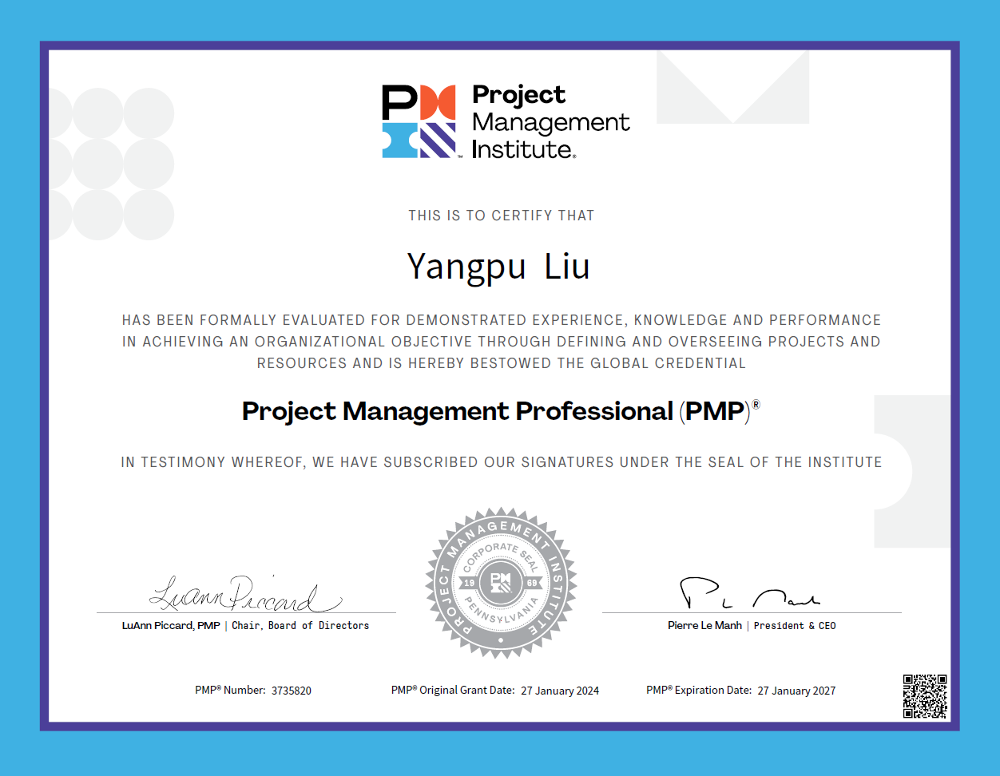 PM
Project
Management
Institute®
THIS IS TO CERTIFY THAT
Yangpu Liu
HAS BEEN FORMALLY EVALUATED FOR DEMONSTRATED EXPERIENCE, KNOWLEDGE AND PERFORMANCE
IN ACHIEVING AN ORGANIZATIONAL OBJECTIVE THROUGH DEFINING AND OVERSEEING PROJECTS AND
RESOURCES AND IS HEREBY BESTOWED THE GLOBAL CREDENTIAL
Project Management Professional (PMP)®
IN TESTIMONY WHEREOF, WE HAVE SUBSCRIBED OUR SIGNATURES UNDER THE SEAL OF THE INSTITUTE
PROJECT MANAGEMENT INSTITUTE
CORPORATE SEAL
19 69
PENNSYLVANIA
LuAnn Piccard
P Le Manh
LuAnn Piccard, PMP | Chair, Board of Directors
Pierre Le Manh | President & CEO
PMP® Number: 3735820
PMP® Original Grant Date: 27 January 2024
PMP® Expiration Date: 27 January 2027